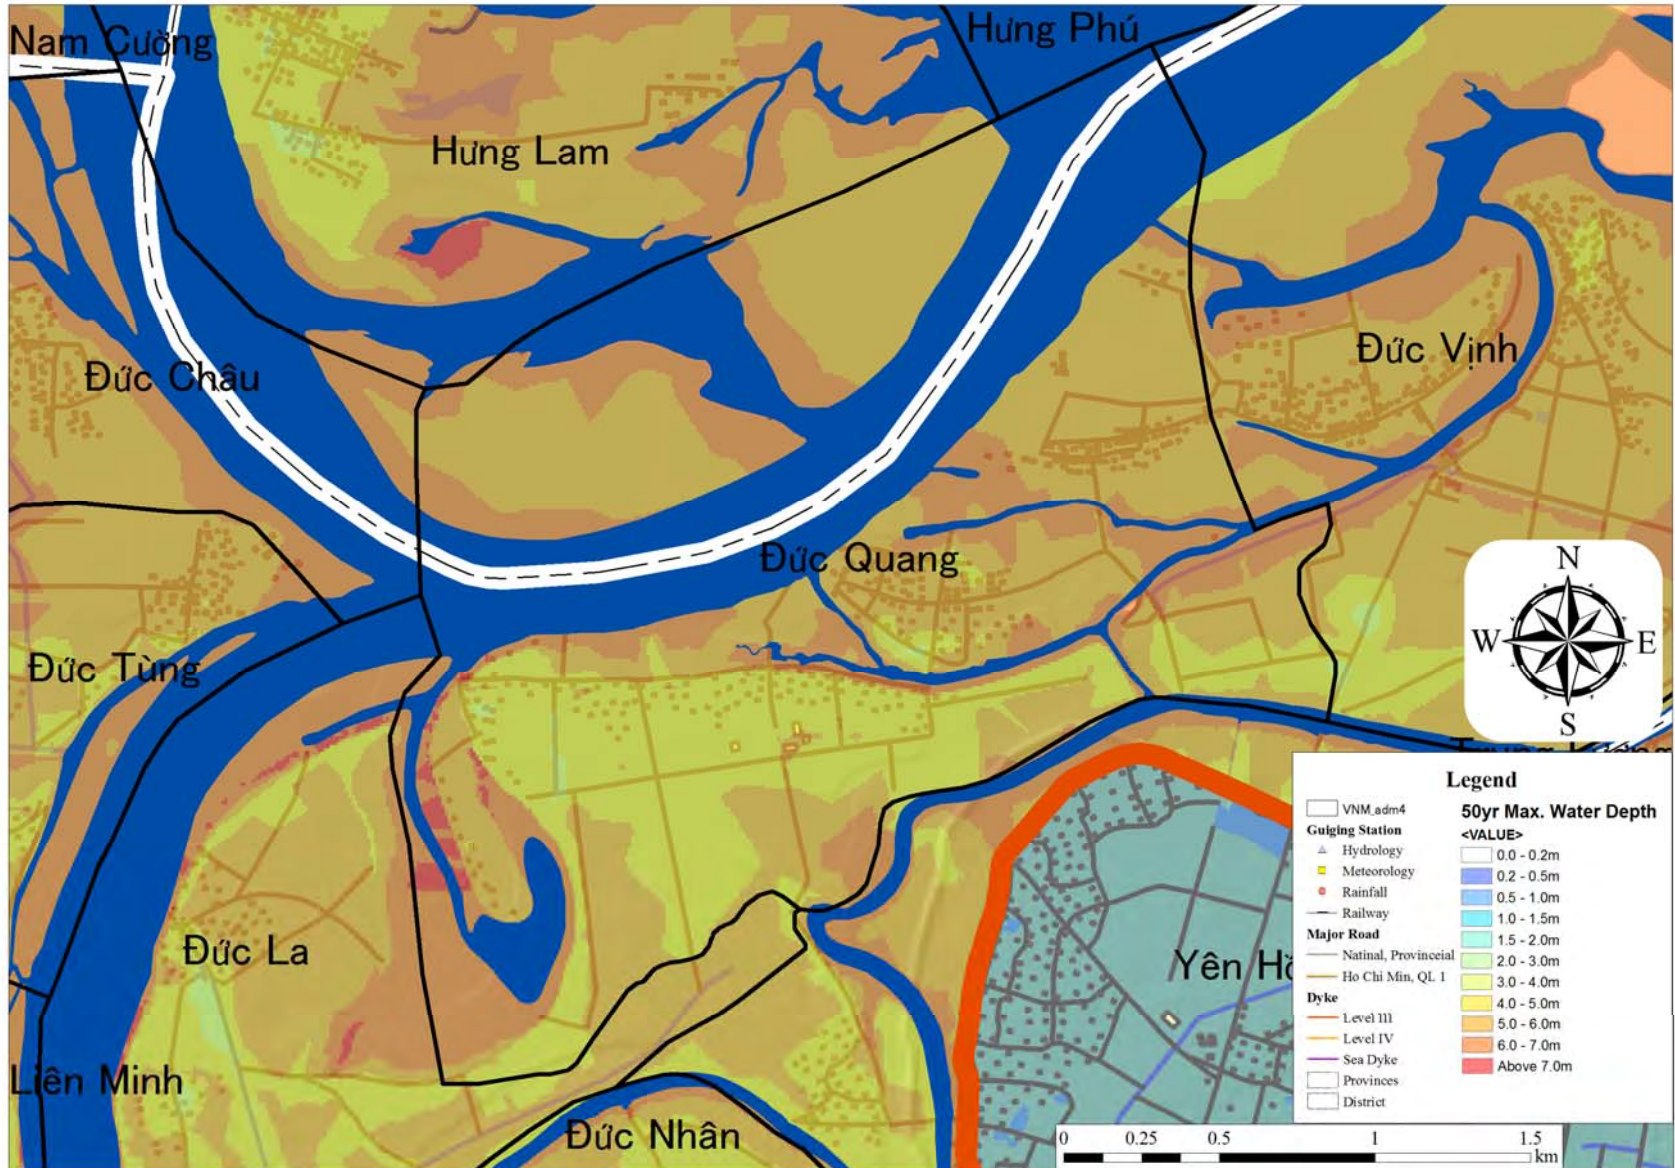 Nam Cường
Hưng Phú
Hưng Lam
Đức Vịnh
Đức Châu
Đức Quang
N
W
E
S
Đức Tùng
Legend
VNM_adm4
Guiging Station
Hydrology
Meteorology
Rainfall
Railway
Major Road
Natinal, Provinceial
Ho Chi Min, QL 1
Dyke
Level III
Level IV
Sea Dyke
Provinces
District
50yr Max. Water Depth
<VALUE>
0.0 - 0.2m
0.2 - 0.5m
0.5 - 1.0m
1.0 - 1.5m
1.5 - 2.0m
2.0 - 3.0m
3.0 - 4.0m
4.0 - 5.0m
5.0 - 6.0m
6.0 - 7.0m
Above 7.0m
Đức La
Yên Hồ
Liên Minh
Đức Nhân
0 0.25 0.5 1 1.5
km